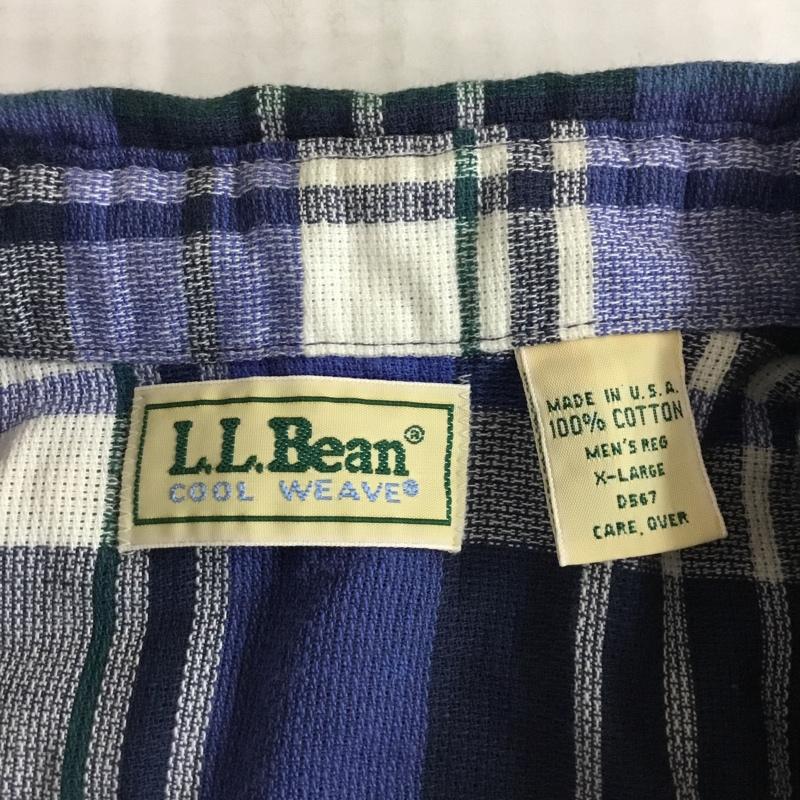 L.L.Bean®
COOL WEAVE®
MADE IN U.S.A.
100% COTTON
MEN'S REG
X-LARGE
D567
CARE, OVER